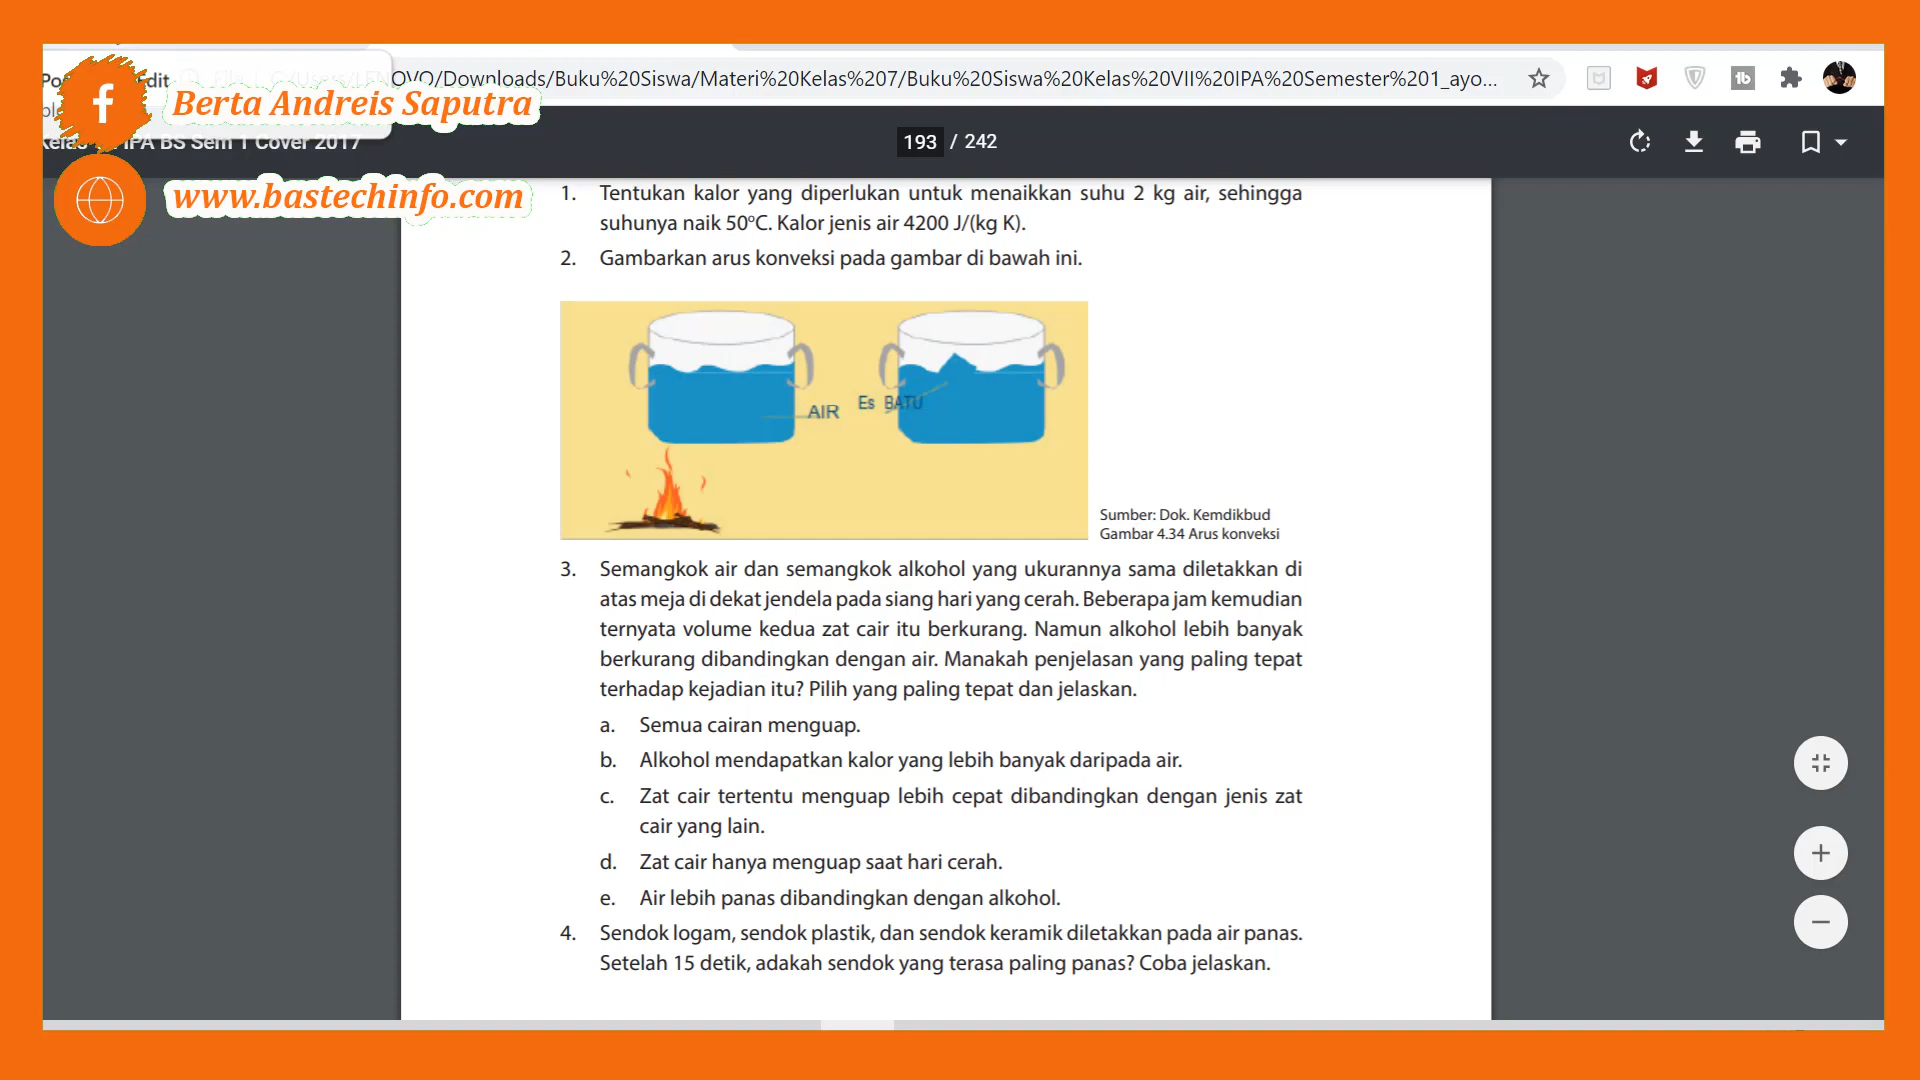 Edit
OVO/Downloads/Buku%20Siswa/Materi%20Kelas%207/Buku%20Siswa%20Kelas%20VII%20IPA%20Semester%201_ayo...
Berta Andreis Saputra
IPA BS Sem 1 Cover 2017
193 / 242
www.bastechinfo.com
1. Tentukan kalor yang diperlukan untuk menaikkan suhu 2 kg air, sehingga
suhunya naik 50°C. Kalor jenis air 4200 J/(kg K).
2. Gambarkan arus konveksi pada gambar di bawah ini.
AIR
Es BATU
Sumber: Dok. Kemdikbud
Gambar 4.34 Arus konveksi
3. Semangkok air dan semangkok alkohol yang ukurannya sama diletakkan di
atas meja di dekat jendela pada siang hari yang cerah. Beberapa jam kemudian
ternyata volume kedua zat cair itu berkurang. Namun alkohol lebih banyak
berkurang dibandingkan dengan air. Manakah penjelasan yang paling tepat
terhadap kejadian itu? Pilih yang paling tepat dan jelaskan.
a. Semua cairan menguap.
b. Alkohol mendapatkan kalor yang lebih banyak daripada air.
c. Zat cair tertentu menguap lebih cepat dibandingkan dengan jenis zat
cair yang lain.
d. Zat cair hanya menguap saat hari cerah.
e. Air lebih panas dibandingkan dengan alkohol.
4. Sendok logam, sendok plastik, dan sendok keramik diletakkan pada air panas.
Setelah 15 detik, adakah sendok yang terasa paling panas? Coba jelaskan.